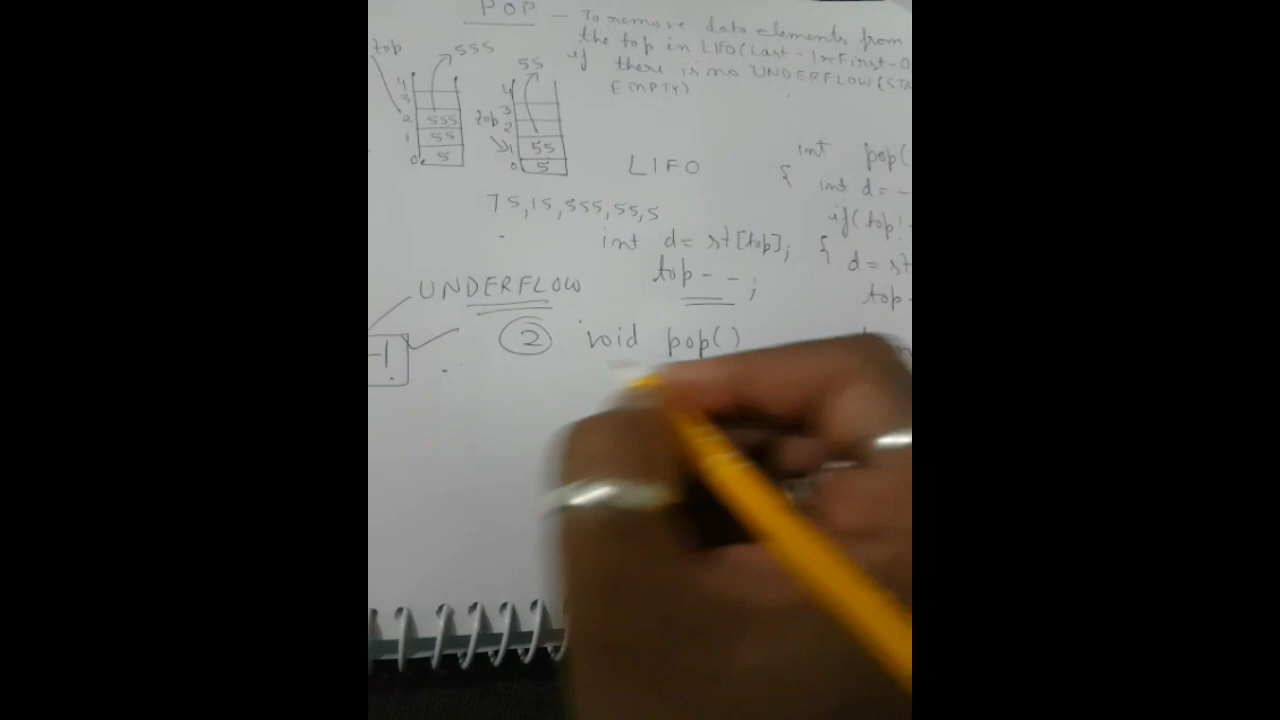 POP - To remove data elements from
the top in LIFO (Last-In First-O
if there is no UNDERFLOW (STA
EMPTY)
top
555
4
3
2 555
1 55
0 5
55
4
3
top 2
1 55
0 5
LIFO
75,15,555,55,5
int d = st[top];
top--;
UNDERFLOW
-1
2 void pop()
int pop(
{ int d = -
if(top!
{ d = st
top-